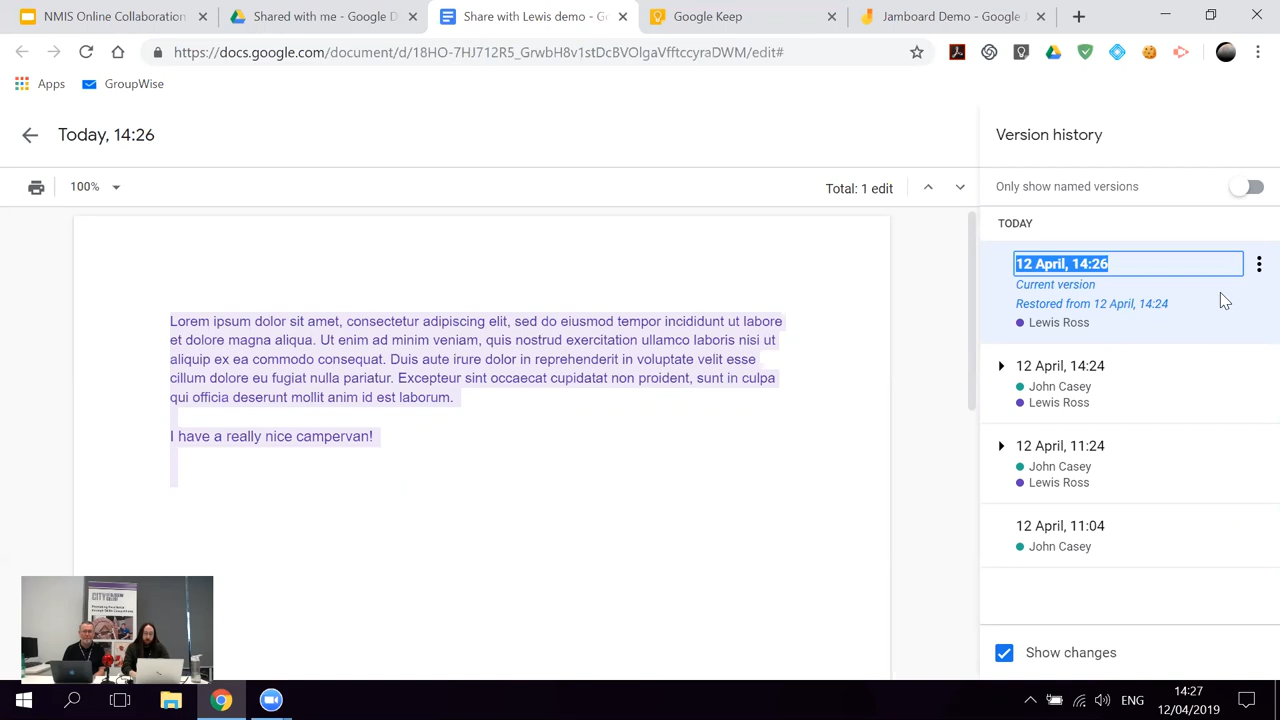 NMIS Online Collaborati
Shared with me - Google D
Share with Lewis demo - Go
Google Keep
Jamboard Demo - Google J
https://docs.google.com/document/d/18HO-7HJ712R5_GrwbH8v1stDcBVOlgaVfftccyraDWM/edit#
Apps
GroupWise
Today, 14:26
Version history
100%
Total: 1 edit
Only show named versions
TODAY
12 April, 14:26
Current version
Restored from 12 April, 14:24
Lewis Ross
Lorem ipsum dolor sit amet, consectetur adipiscing elit, sed do eiusmod tempor incididunt ut labore
et dolore magna aliqua. Ut enim ad minim veniam, quis nostrud exercitation ullamco laboris nisi ut
aliquip ex ea commodo consequat. Duis aute irure dolor in reprehenderit in voluptate velit esse
cillum dolore eu fugiat nulla pariatur. Excepteur sint occaecat cupidatat non proident, sunt in culpa
qui officia deserunt mollit anim id est laborum.
I have a really nice campervan!
12 April, 14:24
John Casey
Lewis Ross
12 April, 11:24
John Casey
Lewis Ross
12 April, 11:04
John Casey
CITY
Show changes
ENG
14:27
12/04/2019